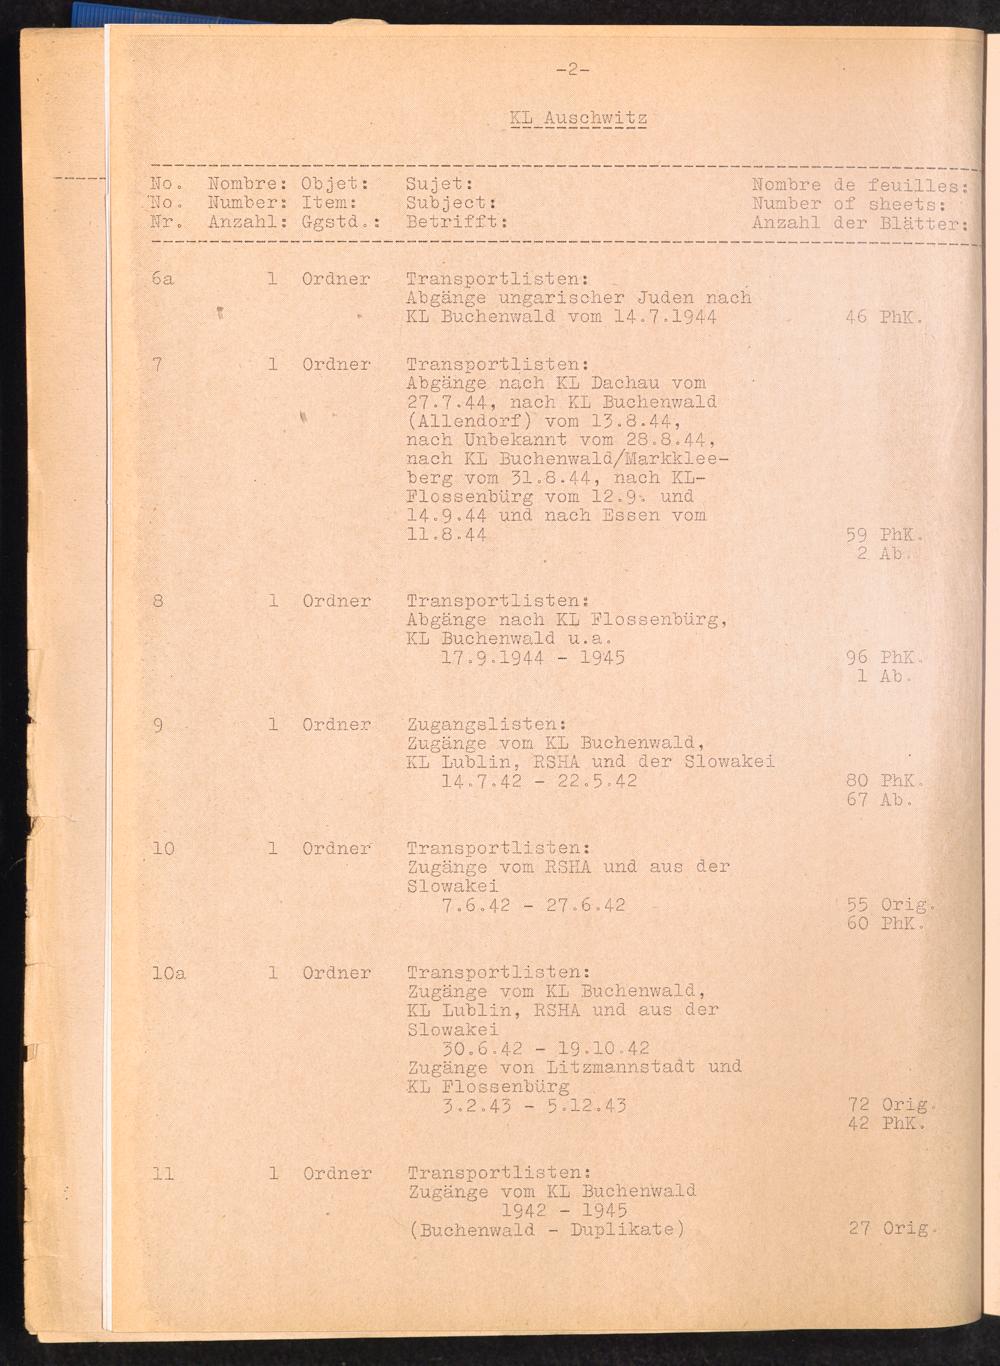 -2-
KL Auschwitz
No. Nombre: Objet: Sujet: Nombre de feuilles:
No. Number: Item: Subject: Number of sheets:
Nr. Anzahl: Ggstd.: Betrifft: Anzahl der Blätter:
6a 1 Ordner Transportlisten:
Abgänge ungarischer Juden nach
KL Buchenwald vom 14.7.1944 46 PhK.
7 1 Ordner Transportlisten:
Abgänge nach KL Dachau vom
27.7.44, nach KL Buchenwald
(Allendorf) vom 13.8.44,
nach Unbekannt vom 28.8.44,
nach KL Buchenwald/Markklee-
berg vom 31.8.44, nach KL-
Flossenbürg vom 12.9. und
14.9.44 und nach Essen vom
11.8.44 59 PhK.
2 Ab.
8 1 Ordner Transportlisten:
Abgänge nach KL Flossenbürg,
KL Buchenwald u.a.
17.9.1944 - 1945 96 PhK.
1 Ab.
9 1 Ordner Zugangslisten:
Zugänge vom KL Buchenwald,
KL Lublin, RSHA und der Slowakei
14.7.42 - 22.5.42 80 PhK.
67 Ab.
10 1 Ordner Transportlisten:
Zugänge vom RSHA und aus der
Slowakei
7.6.42 - 27.6.42 55 Orig.
60 PhK.
10a 1 Ordner Transportlisten:
Zugänge vom KL Buchenwald,
KL Lublin, RSHA und aus der
Slowakei
30.6.42 - 19.10.42
Zugänge von Litzmannstadt und
KL Flossenbürg
3.2.43 - 5.12.43 72 Orig.
42 PhK.
11 1 Ordner Transportlisten:
Zugänge vom KL Buchenwald
1942 - 1945
(Buchenwald - Duplikate) 27 Orig.